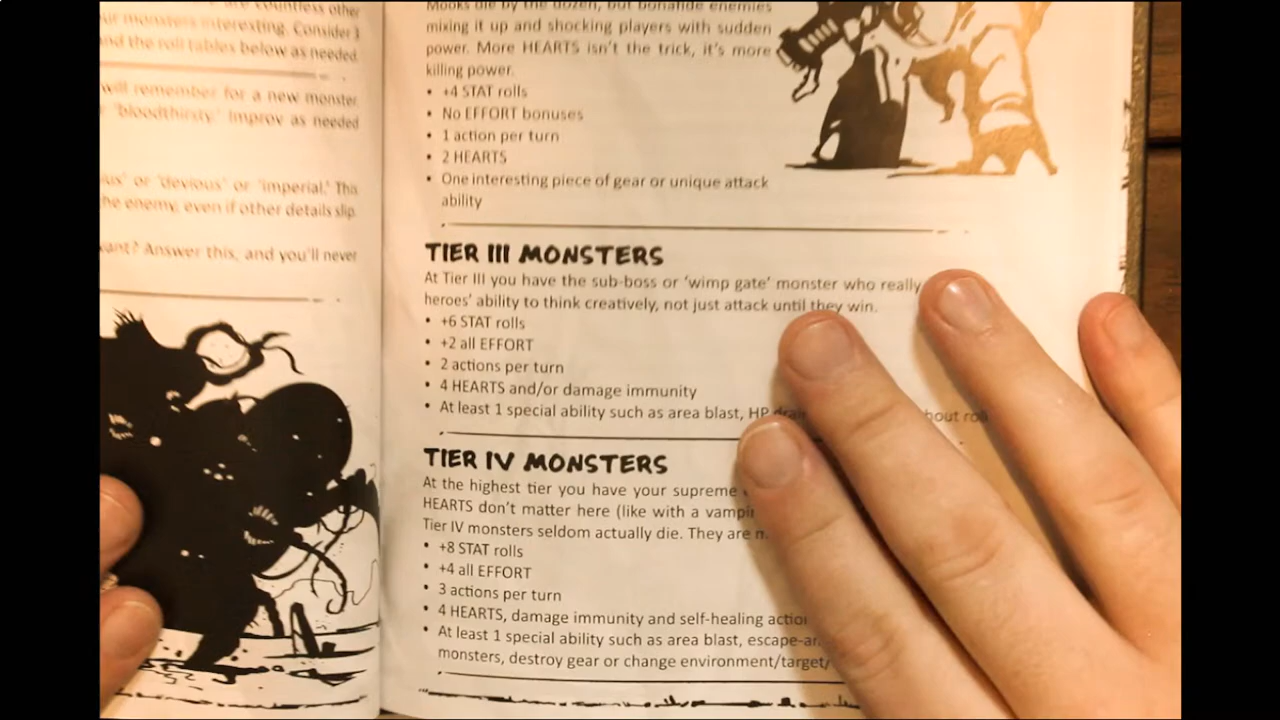 are countless other
our monsters interesting. Consider 3
and the roll tables below as needed.
will remember for a new monster.
'bloodthirsty.' Improv as needed
or 'devious' or 'imperial.' This
the enemy, even if other details slip.
want? Answer this, and you'll never
Mooks die by the dozen, but bonafide enemies
mixing it up and shocking players with sudden
power. More HEARTS isn't the trick, it's more
killing power.
• +4 STAT rolls
• No EFFORT bonuses
• 1 action per turn
• 2 HEARTS
• One interesting piece of gear or unique attack
ability
TIER III MONSTERS
At Tier III you have the sub-boss or 'wimp gate' monster who really
heroes' ability to think creatively, not just attack until they win.
• +6 STAT rolls
• +2 all EFFORT
• 2 actions per turn
• 4 HEARTS and/or damage immunity
• At least 1 special ability such as area blast, HP drain
TIER IV MONSTERS
At the highest tier you have your supreme
HEARTS don't matter here (like with a
Tier IV monsters seldom actually die. They are
• +8 STAT rolls
• +4 all EFFORT
• 3 actions per turn
• 4 HEARTS, damage immunity and self-healing
• At least 1 special ability such as area blast,
monsters, destroy gear or change environment/target/